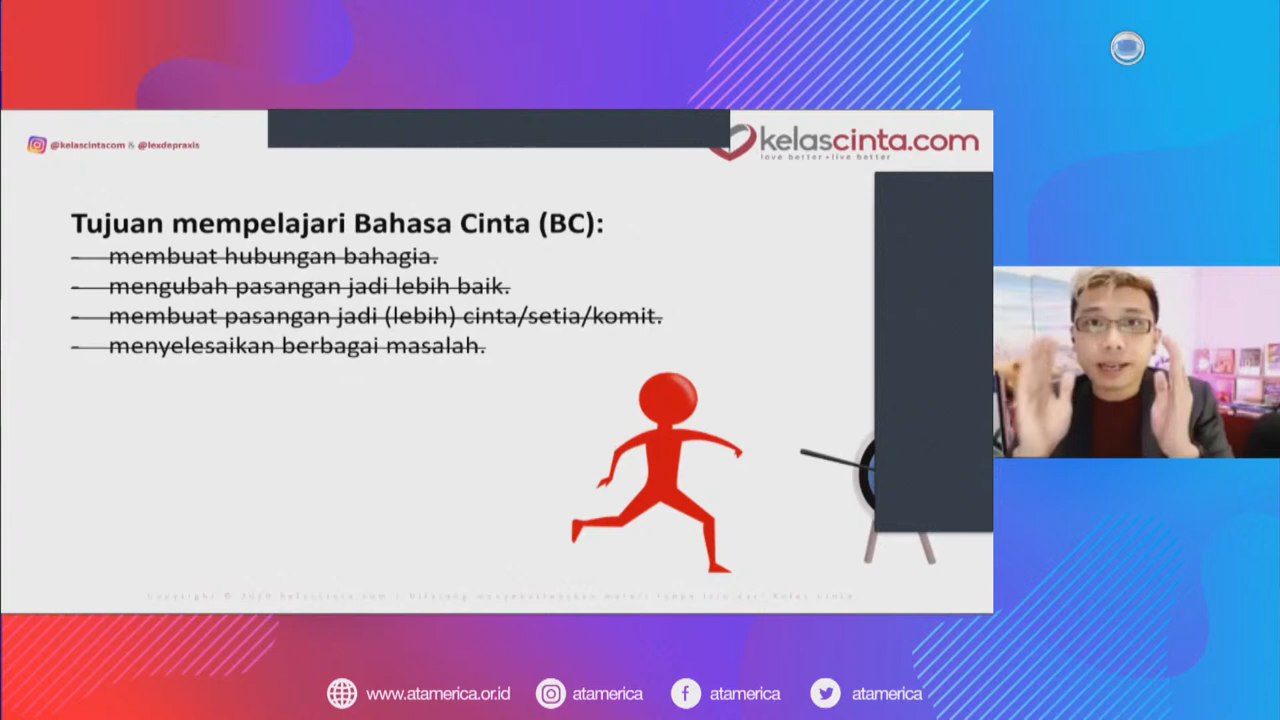 @kelascintacom & @lexdepraxis
kelascinta.com
love better • live better
Tujuan mempelajari Bahasa Cinta (BC):
- membuat hubungan bahagia.
- mengubah pasangan jadi lebih baik.
- membuat pasangan jadi (lebih) cinta/setia/komit.
- menyelesaikan berbagai masalah.
www.atamerica.or.id
atamerica
atamerica
atamerica